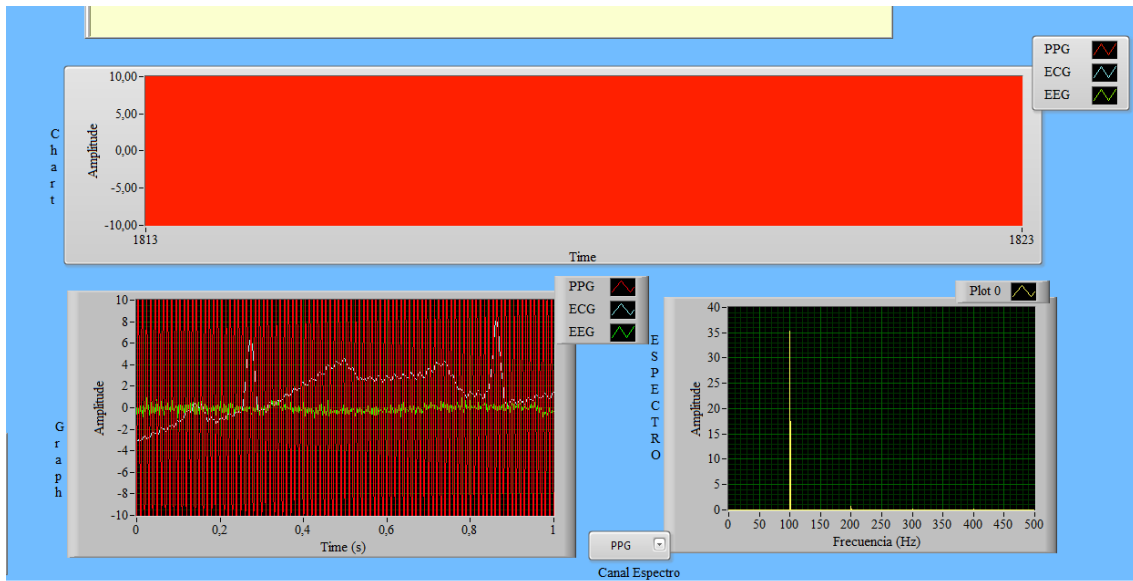 PPG
ECG
EEG
Chart
Amplitude
10,00
5,00
0,00
-5,00
-10,00
1813
1823
Time
PPG
ECG
EEG
Graph
Amplitude
10
8
6
4
2
0
-2
-4
-6
-8
-10
0 0,2 0,4 0,6 0,8 1
Time (s)
Plot 0
ESPECTRO
Amplitude
40
35
30
25
20
15
10
5
0
0 50 100 150 200 250 300 350 400 450 500
Frecuencia (Hz)
PPG
Canal Espectro